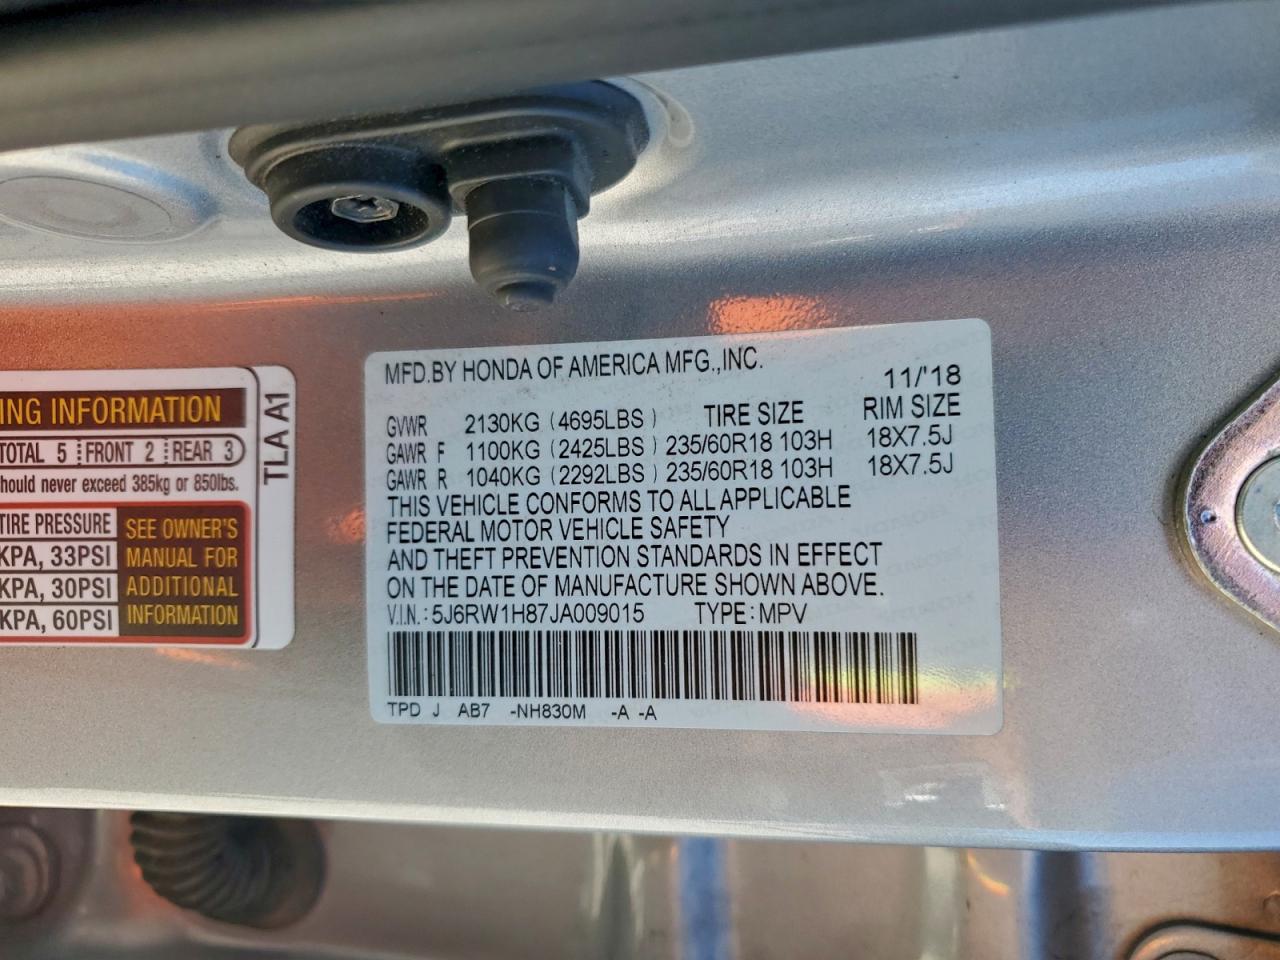 MFD.BY HONDA OF AMERICA MFG.,INC.
11/'18
GVWR 2130KG (4695LBS) TIRE SIZE RIM SIZE
GAWR F 1100KG (2425LBS) 235/60R18 103H 18X7.5J
GAWR R 1040KG (2292LBS) 235/60R18 103H 18X7.5J
THIS VEHICLE CONFORMS TO ALL APPLICABLE
FEDERAL MOTOR VEHICLE SAFETY
AND THEFT PREVENTION STANDARDS IN EFFECT
ON THE DATE OF MANUFACTURE SHOWN ABOVE.
V.I.N.: 5J6RW1H87JA009015 TYPE: MPV
TPD J AB7 -NH830M -A -A
ING INFORMATION
TOTAL 5 FRONT 2 REAR 3
hould never exceed 385kg or 850lbs.
TIRE PRESSURE
KPA, 33PSI
KPA, 30PSI
KPA, 60PSI
SEE OWNER'S
MANUAL FOR
ADDITIONAL
INFORMATION
TLA A1